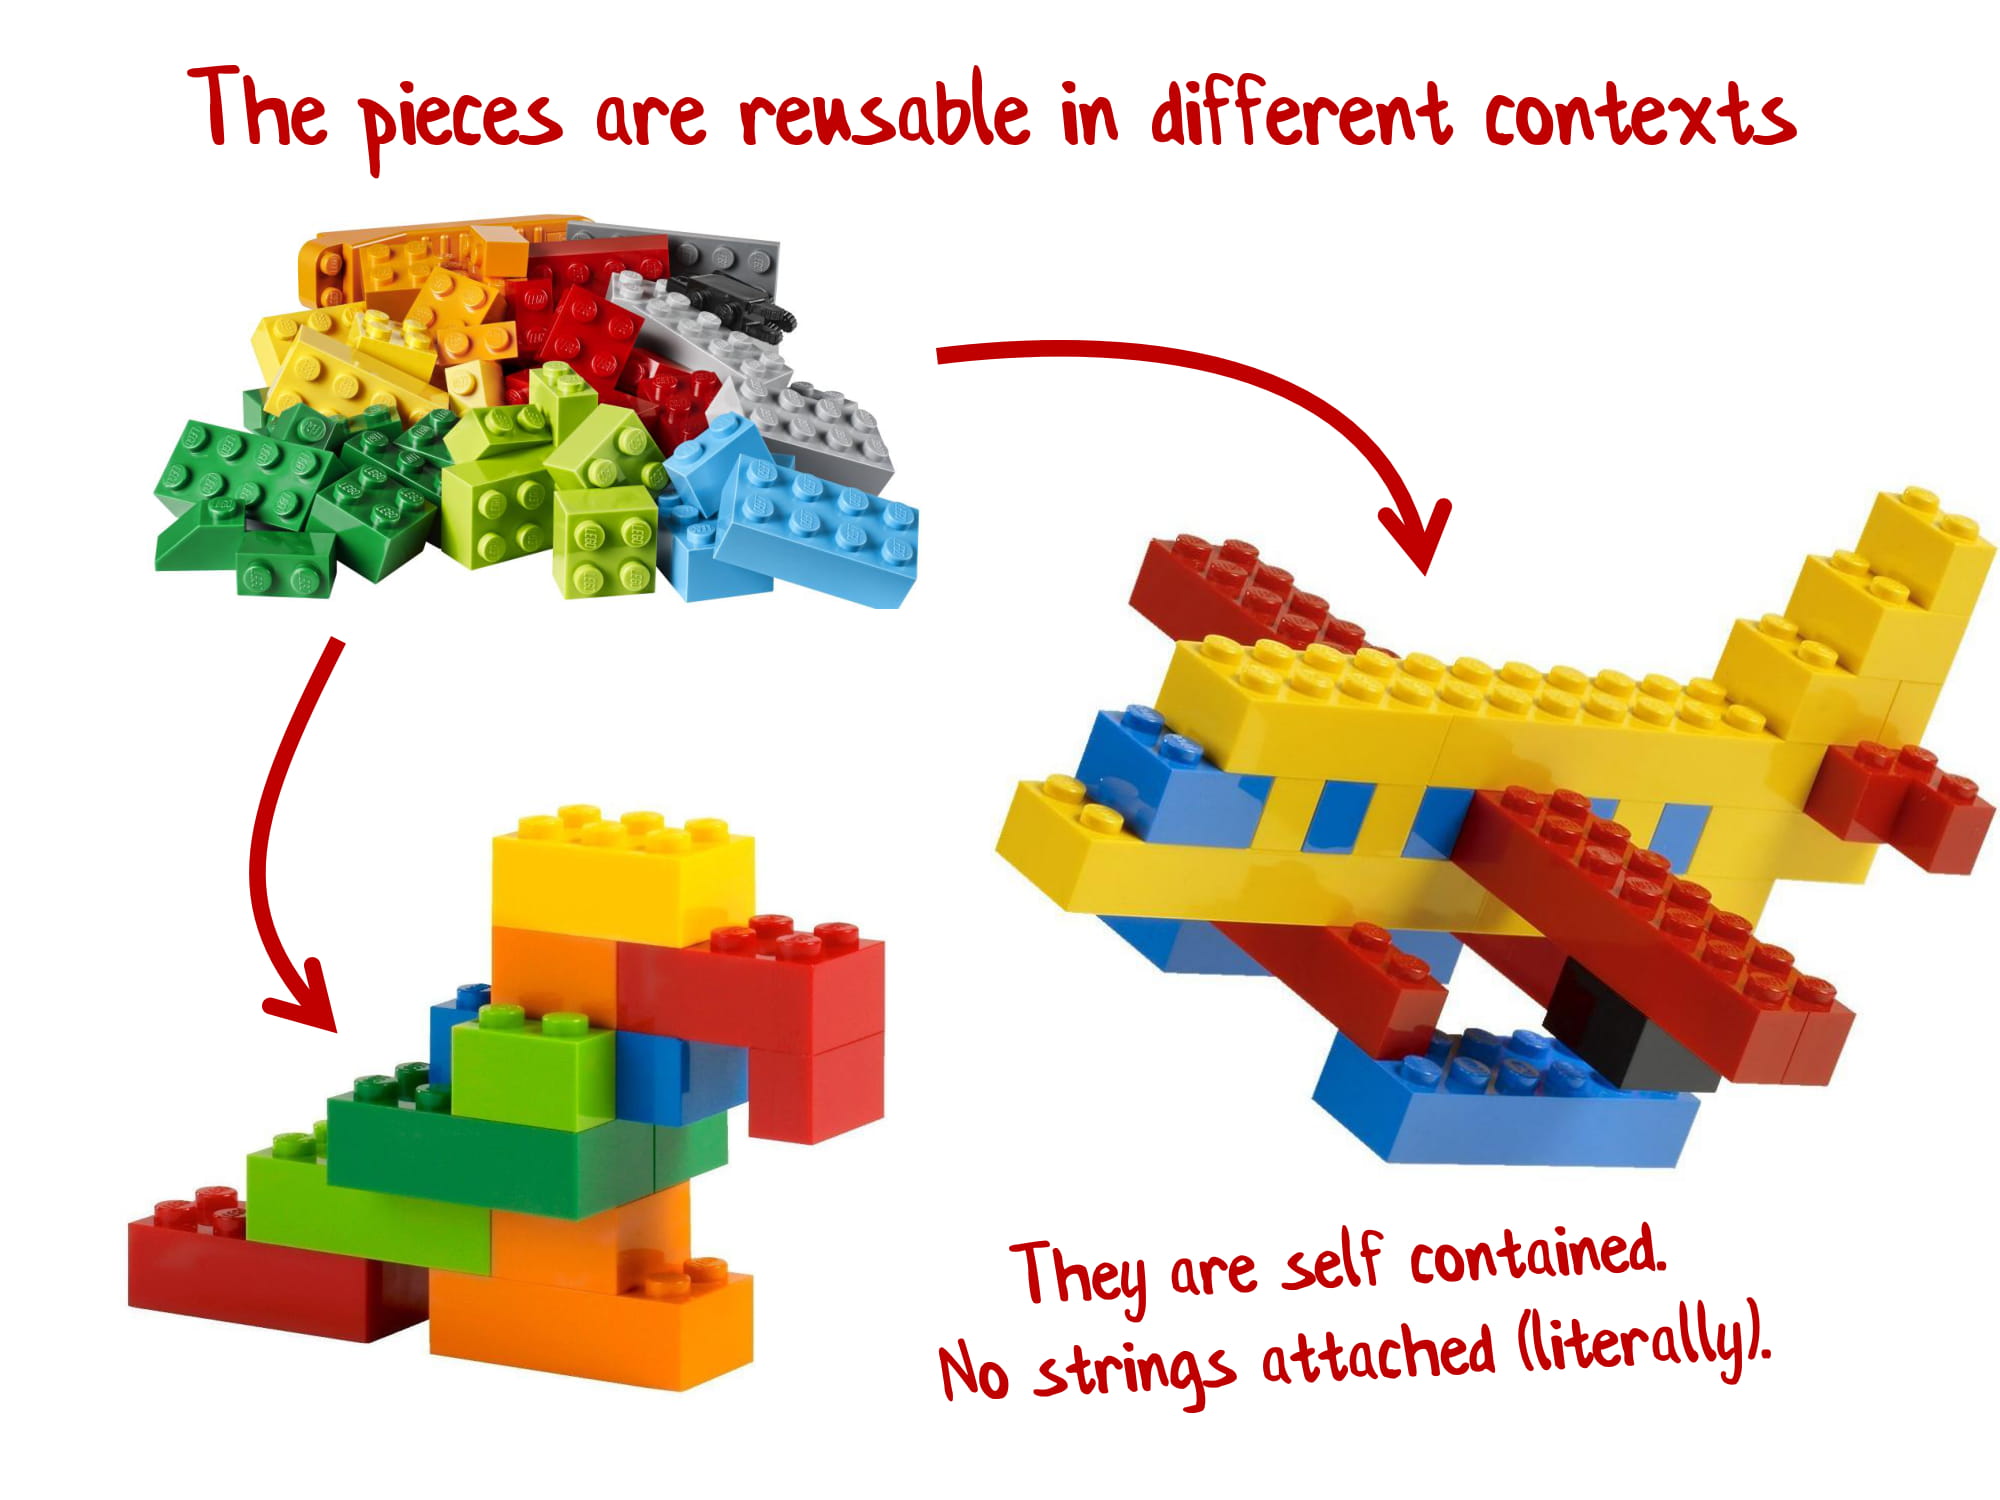 The pieces are reusable in different contexts
They are self contained.
No strings attached (literally).